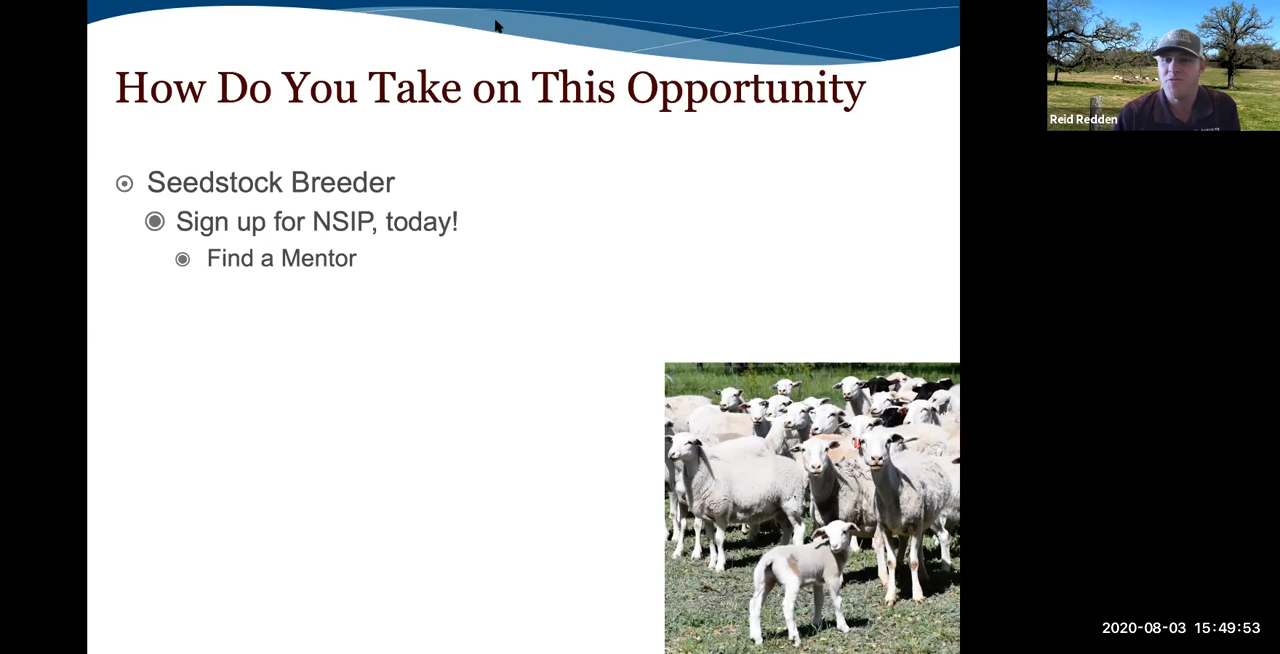 How Do You Take on This Opportunity
Seedstock Breeder
Sign up for NSIP, today!
Find a Mentor
Reid Redden
2020-08-03 15:49:53